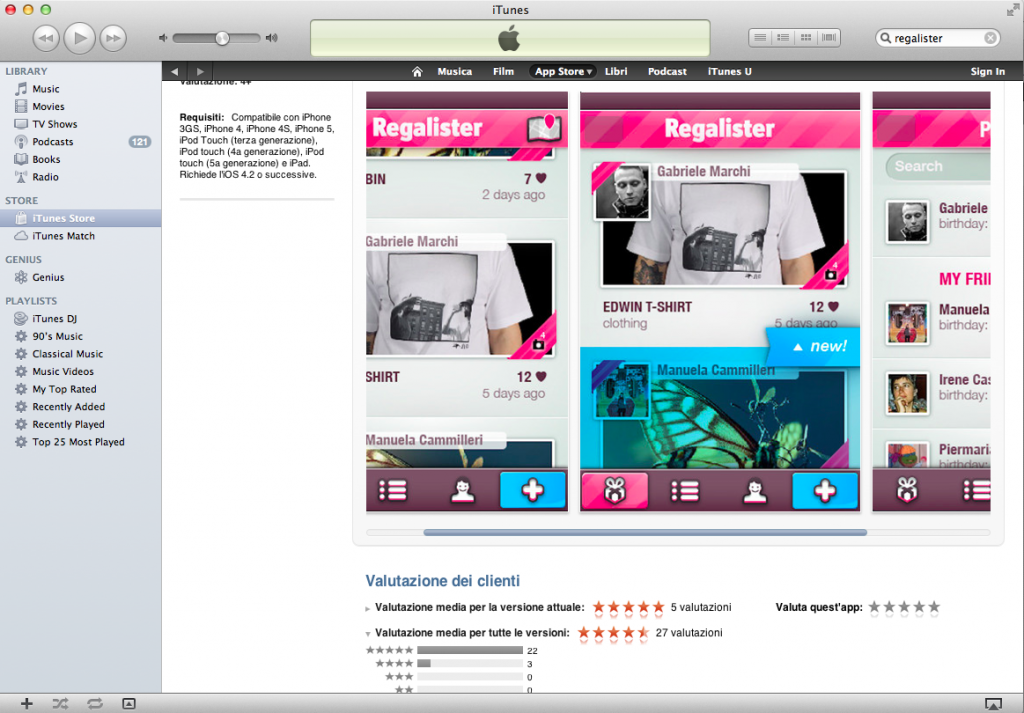 iTunes
regalister
LIBRARY
Music
Movies
TV Shows
Podcasts 121
Books
Radio
STORE
iTunes Store
iTunes Match
GENIUS
Genius
PLAYLISTS
iTunes DJ
90's Music
Classical Music
Music Videos
My Top Rated
Recently Added
Recently Played
Top 25 Most Played
Musica Film App Store Libri Podcast iTunes U Sign In
Valutazione: 4+
Requisiti: Compatibile con iPhone
3GS, iPhone 4, iPhone 4S, iPhone 5,
iPod Touch (terza generazione),
iPod touch (4a generazione), iPod
touch (5a generazione) e iPad.
Richiede l'iOS 4.2 o successive.
Regalister
BIN 7
2 days ago
Gabriele Marchi
4
SHIRT 12
5 days ago
Manuela Cammilleri
Regalister
Gabriele Marchi
4
EDWIN T-SHIRT 12
clothing 5 days ago
new!
Manuela Cammilleri
P
Search
Gabriele
birthday:
MY FRI
Manuela
birthday:
Irene Cas
birthday:
Piermaria
birthday:
Valutazione dei clienti
Valutazione media per la versione attuale: 5 valutazioni Valuta quest'app:
Valutazione media per tutte le versioni: 27 valutazioni
22
3
0
0